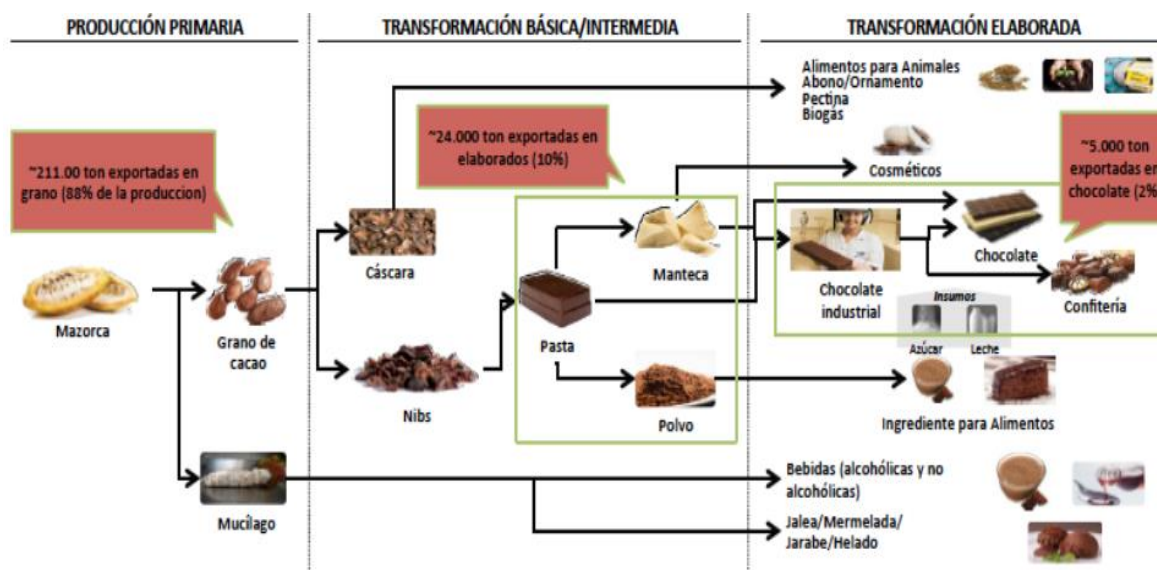 PRODUCCIÓN PRIMARIA
TRANSFORMACIÓN BÁSICA/INTERMEDIA
TRANSFORMACIÓN ELABORADA
Alimentos para Animales
Abono/Ornamento
Pectina
Biogás
~211.00 ton exportadas en
grano (88% de la produccion)
~24.000 ton exportadas en
elaborados (10%)
~5.000 ton
exportadas en
chocolate (2%
Cosméticos
Cáscara
Manteca
Chocolate
Mazorca
Grano de
cacao
Pasta
Chocolate
industrial
Insumos
Azúcar
Leche
Confitería
Nibs
Polvo
Ingrediente para Alimentos
Mucílago
Bebidas (alcohólicas y no
alcohólicas)
Jalea/Mermelada/
Jarabe/Helado